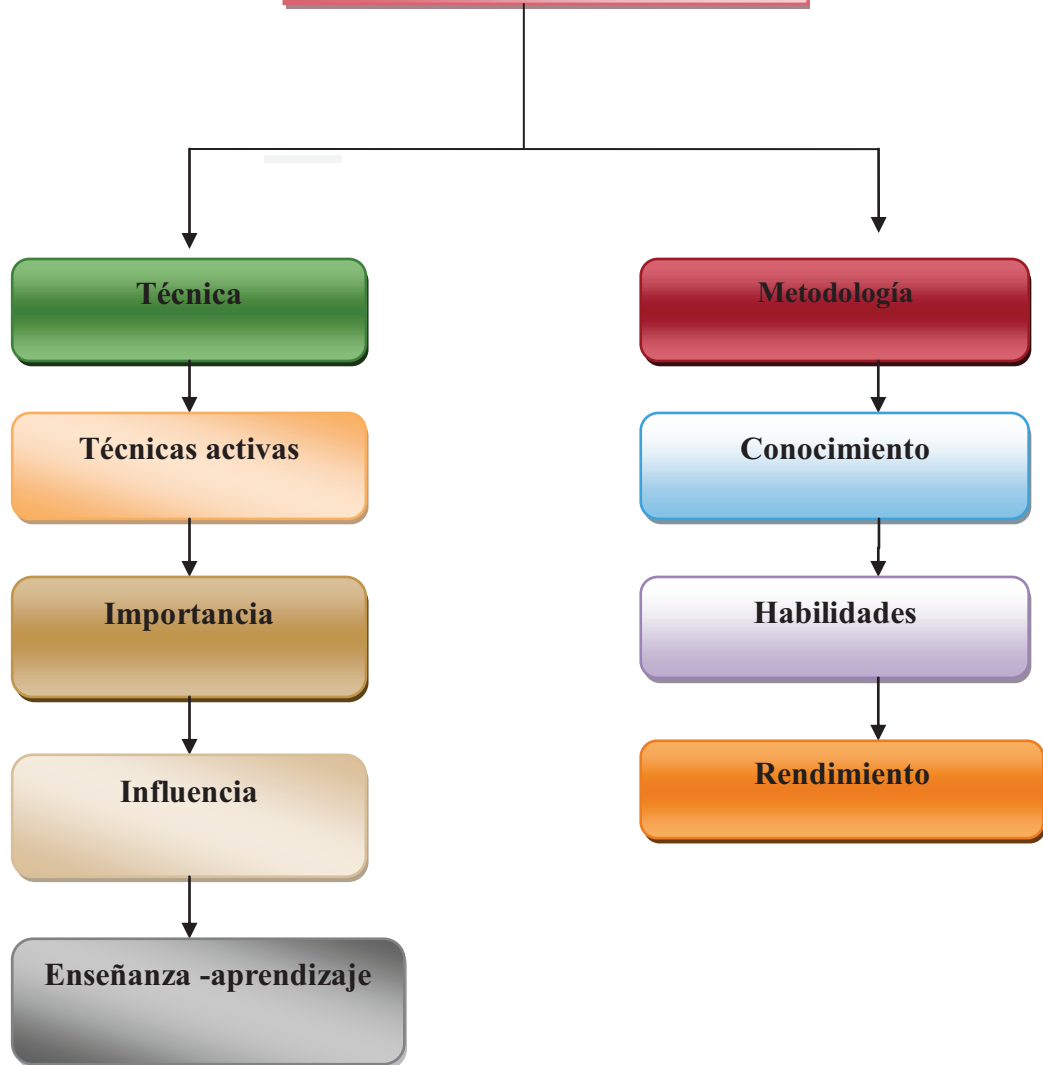 Técnica
Técnicas activas
Importancia
Influencia
Enseñanza -aprendizaje
Metodología
Conocimiento
Habilidades
Rendimiento